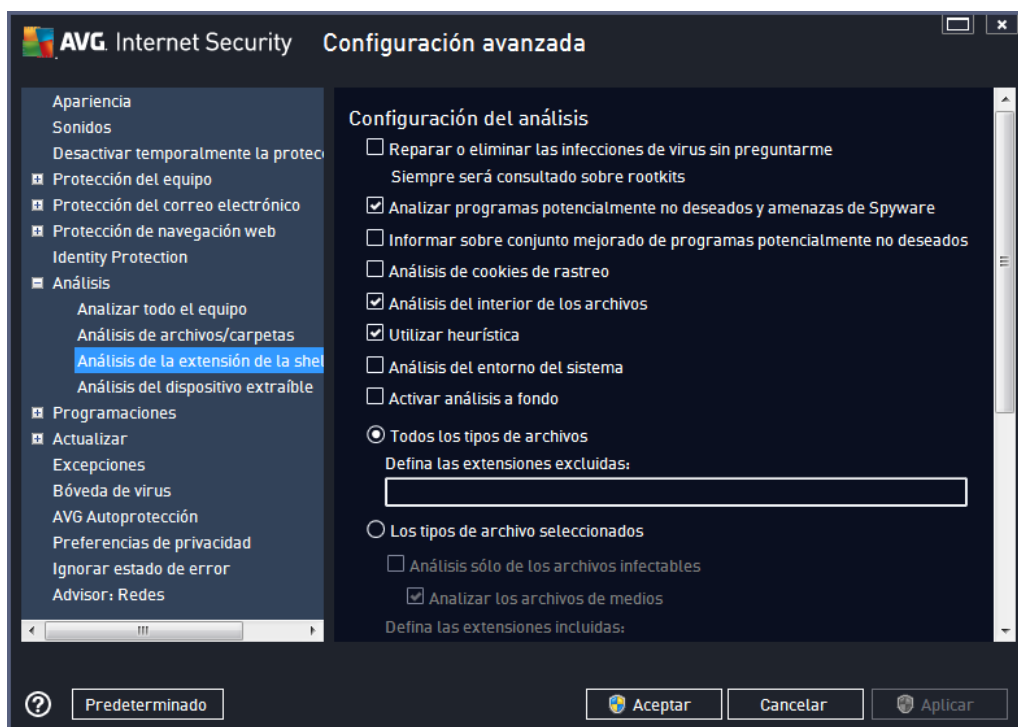 AVG. Internet Security Configuración avanzada
Apariencia
Sonidos
Desactivar temporalmente la protec
Protección del equipo
Protección del correo electrónico
Protección de navegación web
Identity Protection
Análisis
Analizar todo el equipo
Análisis de archivos/carpetas
Análisis de la extensión de la shel
Análisis del dispositivo extraíble
Programaciones
Actualizar
Excepciones
Bóveda de virus
AVG Autoprotección
Preferencias de privacidad
Ignorar estado de error
Advisor: Redes
Configuración del análisis
Reparar o eliminar las infecciones de virus sin preguntarme
Siempre será consultado sobre rootkits
Analizar programas potencialmente no deseados y amenazas de Spyware
Informar sobre conjunto mejorado de programas potencialmente no deseados
Análisis de cookies de rastreo
Análisis del interior de los archivos
Utilizar heurística
Análisis del entorno del sistema
Activar análisis a fondo
Todos los tipos de archivos
Defina las extensiones excluidas:
Los tipos de archivo seleccionados
Análisis sólo de los archivos infectables
Analizar los archivos de medios
Defina las extensiones incluidas:
Predeterminado
Aceptar
Cancelar
Aplicar